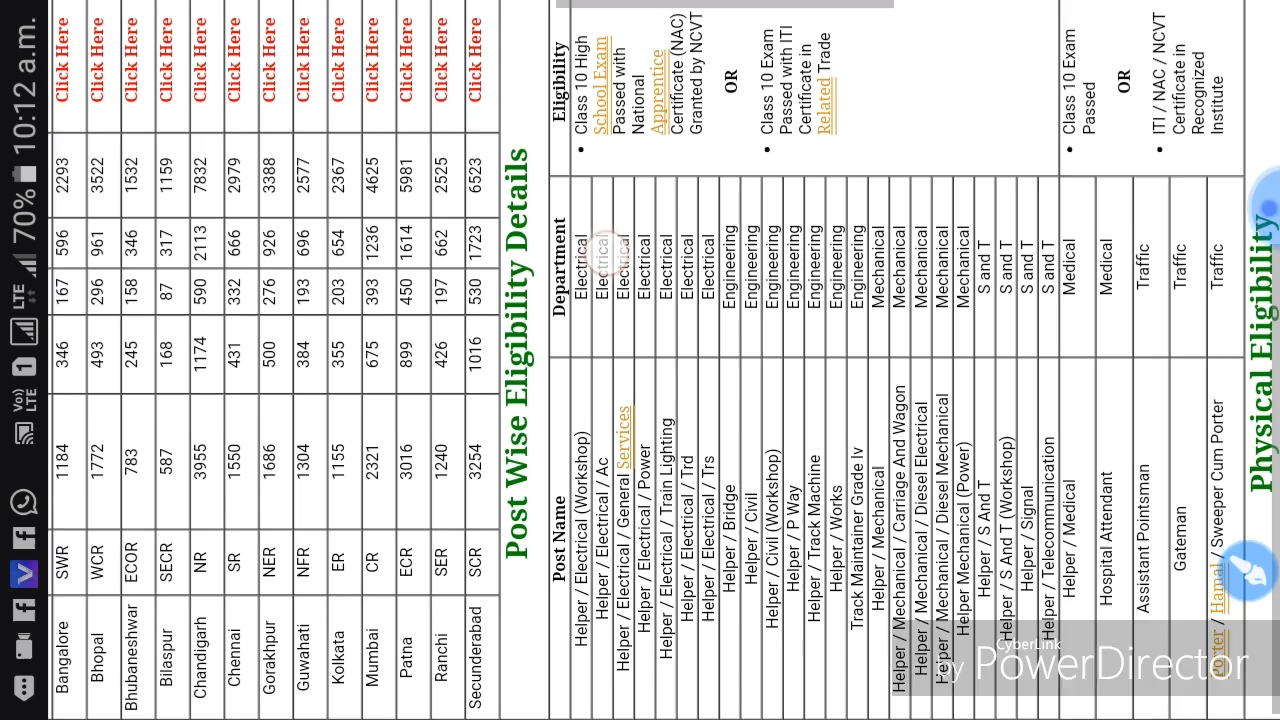 70% 10:12 a.m.
LTE
1
Vo)) LTE
Bangalore SWR 1184 346 167 596 2293 Click Here
Bhopal WCR 1772 493 296 961 3522 Click Here
Bhubaneshwar ECOR 783 245 158 346 1532 Click Here
Bilaspur SECR 587 168 87 317 1159 Click Here
Chandigarh NR 3955 1174 590 2113 7832 Click Here
Chennai SR 1550 431 332 666 2979 Click Here
Gorakhpur NER 1686 500 276 926 3388 Click Here
Guwahati NFR 1304 384 193 696 2577 Click Here
Kolkata ER 1155 355 203 654 2367 Click Here
Mumbai CR 2321 675 393 1236 4625 Click Here
Patna ECR 3016 899 450 1614 5981 Click Here
Ranchi SER 1240 426 197 662 2525 Click Here
Secunderabad SCR 3254 1016 530 1723 6523 Click Here
Post Wise Eligibility Details
Post Name Department Eligibility
Helper / Electrical (Workshop) Electrical
Helper / Electrical / Ac Electrical
Helper / Electrical / General Services Electrical
Helper / Electrical / Power Electrical
Helper / Electrical / Train Lighting Electrical
Helper / Electrical / Trd Electrical
Helper / Electrical / Trs Electrical
Helper / Bridge Engineering
Helper / Civil Engineering
Helper / Civil (Workshop) Engineering
Helper / P Way Engineering
Helper / Track Machine Engineering
Helper / Works Engineering
Track Maintainer Grade Iv Engineering
Helper / Mechanical Mechanical
Helper / Mechanical / Carriage And Wagon Mechanical
Helper / Mechanical / Diesel Electrical Mechanical
Helper / Mechanical / Diesel Mechanical Mechanical
Helper Mechanical (Power) Mechanical
Helper / S And T S and T
Helper / S And T (Workshop) S and T
Helper / Signal S and T
Helper / Telecommunication S and T
• Class 10 High
School Exam
Passed with
National
Apprentice
Certificate (NAC)
Granted by NCVT
OR
• Class 10 Exam
Passed with ITI
Certificate in
Related Trade
Helper / Medical Medical
Hospital Attendant Medical
Assistant Pointsman Traffic
Gateman Traffic
Porter / Hamal / Sweeper Cum Porter Traffic
• Class 10 Exam
Passed
OR
• ITI / NAC / NCVT
Certificate in
Recognized
Institute
Physical Eligibility
CyberLink
by PowerDirector